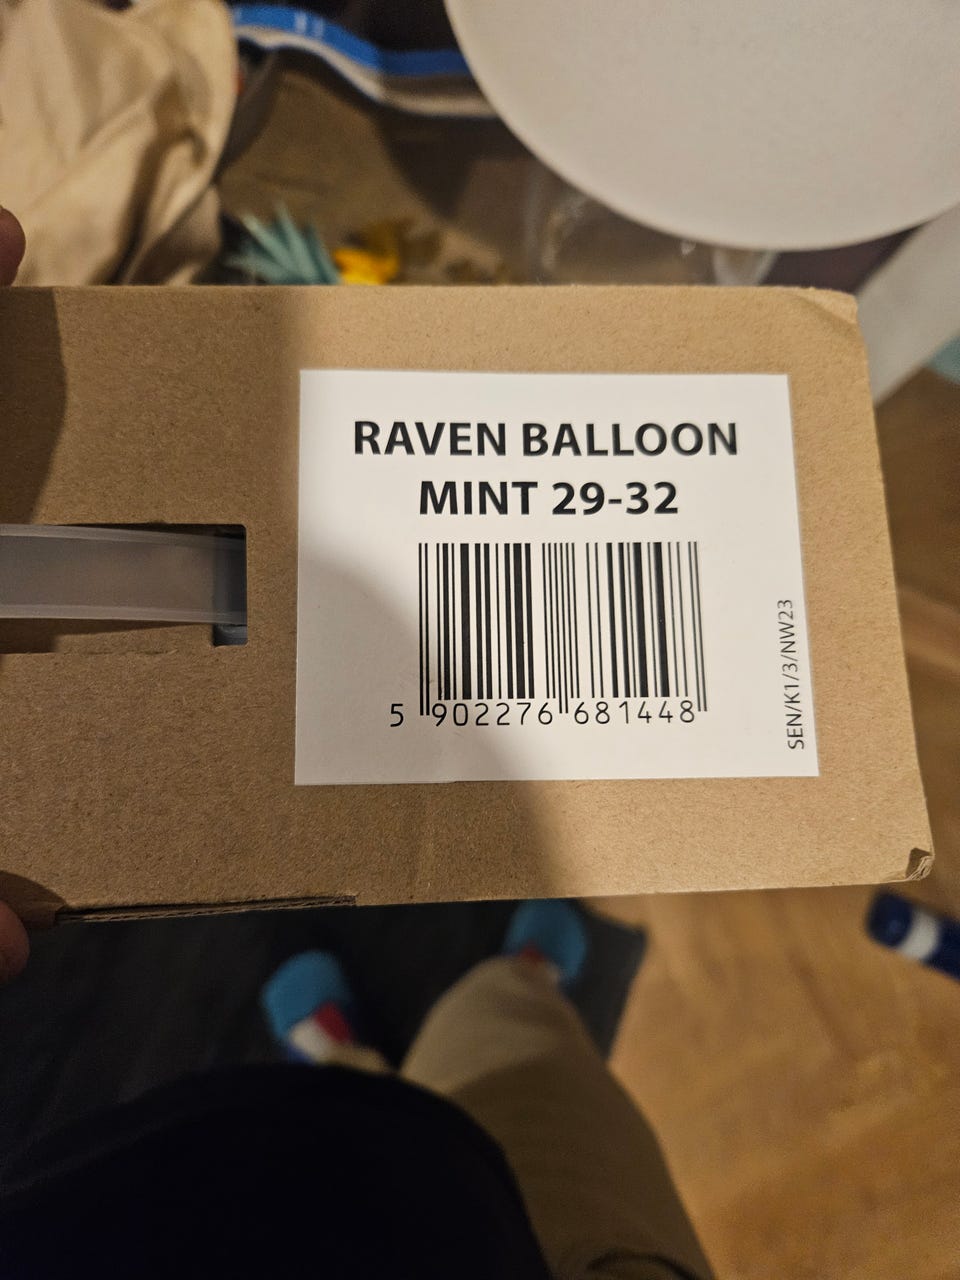 RAVEN BALLOON
MINT 29-32
5 902276 681448
SEN/K1/3/NW23